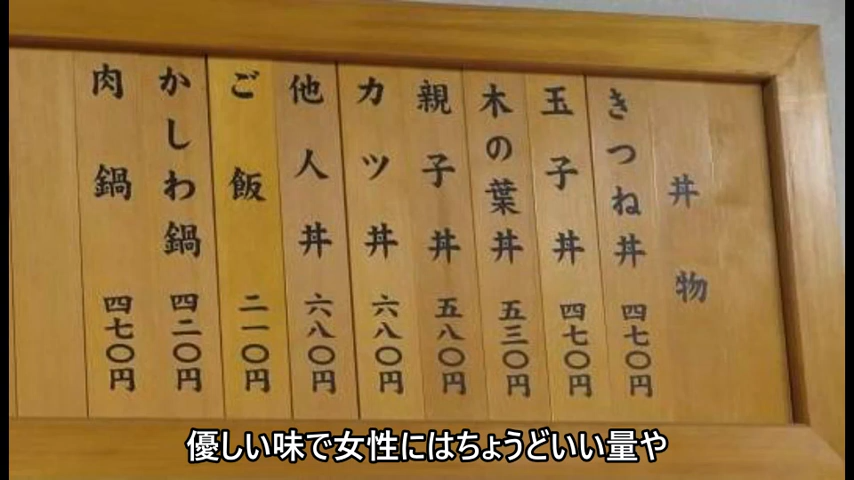 丼物
きつね丼 四七〇円
玉子丼 四七〇円
木の葉丼 五三〇円
親子丼 五八〇円
カツ丼 六八〇円
他人丼 六八〇円
ご飯 二一〇円
かしわ鍋 四二〇円
肉鍋 四七〇円
優しい味で女性にはちょうどいい量や